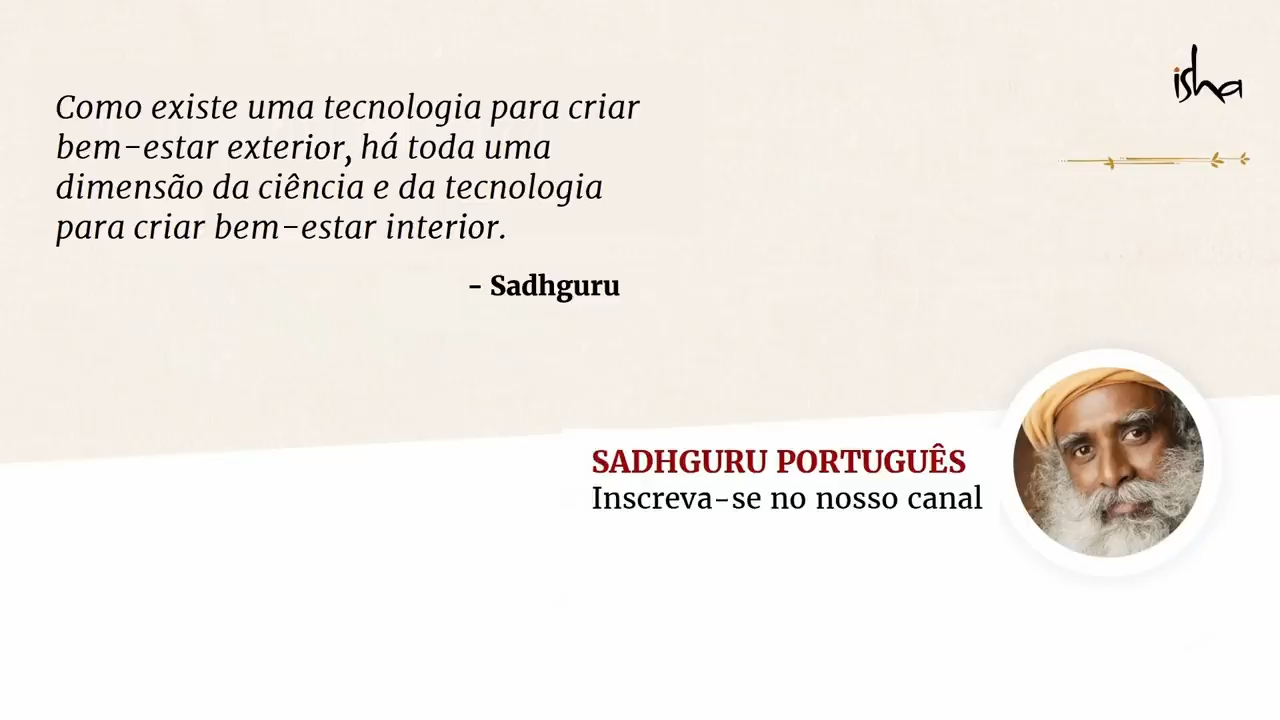 isha
Como existe uma tecnologia para criar
bem-estar exterior, há toda uma
dimensão da ciência e da tecnologia
para criar bem-estar interior.
- Sadhguru
SADHGURU PORTUGUÊS
Inscreva-se no nosso canal